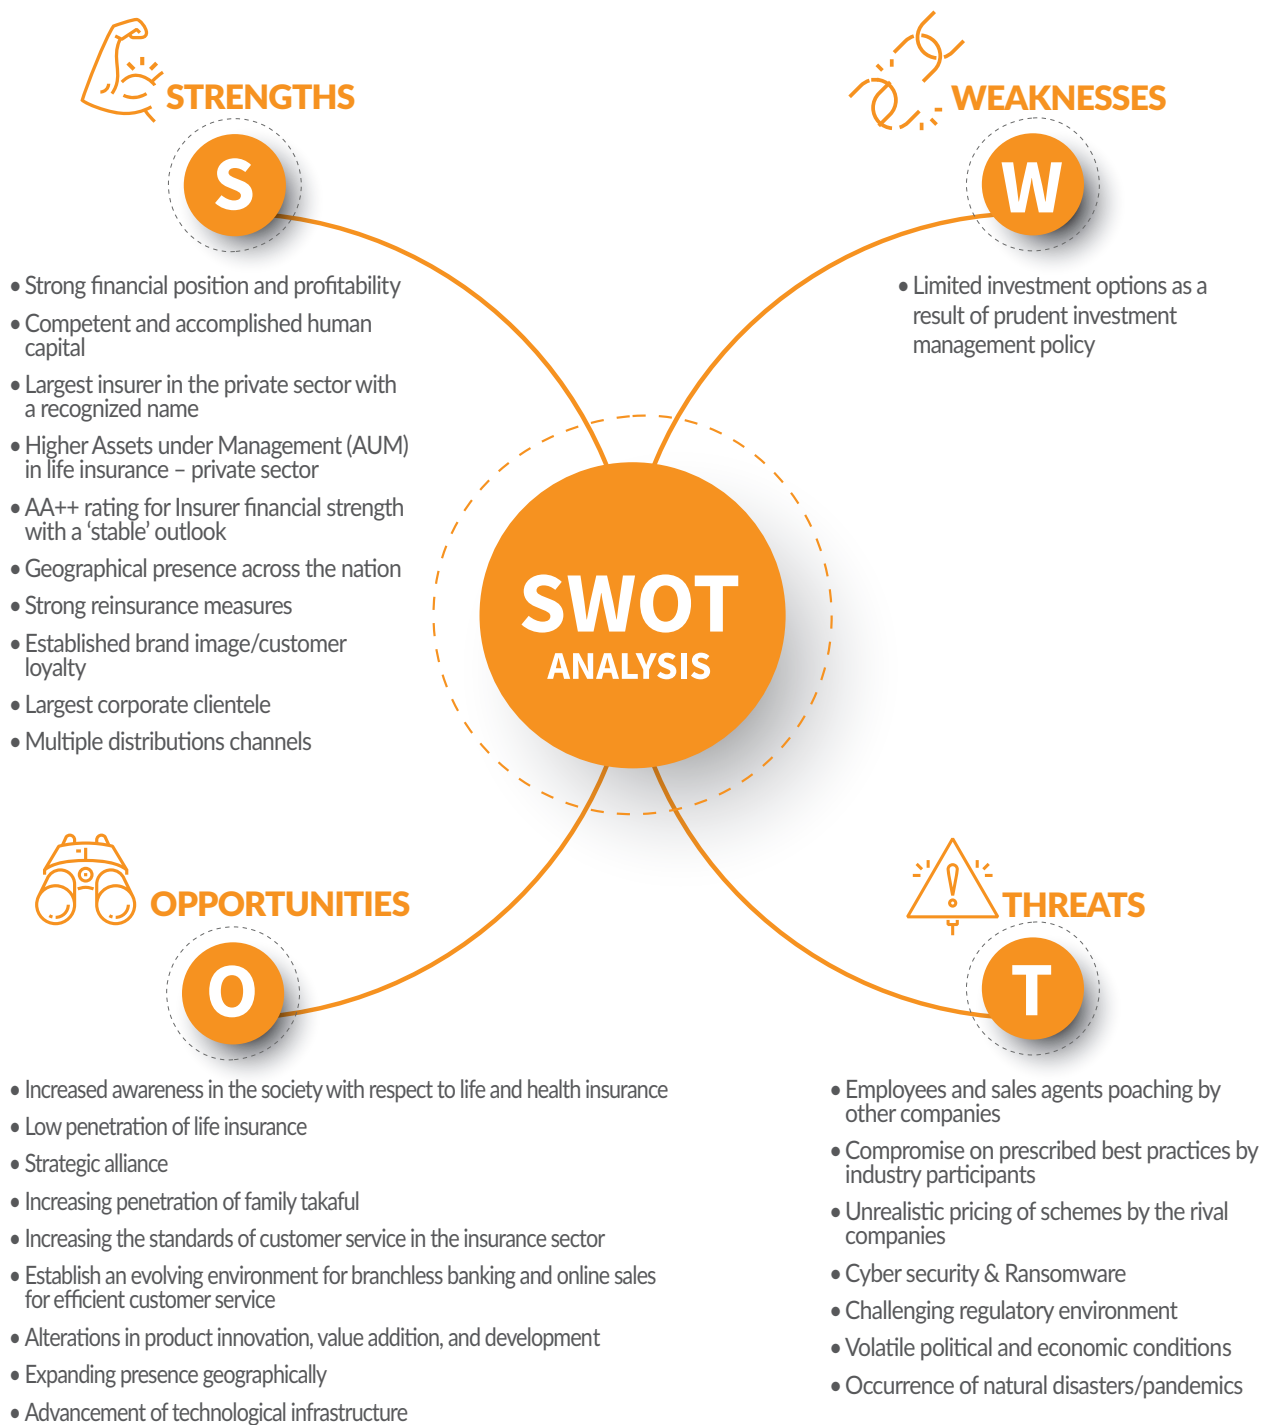 STRENGTHS
S
• Strong financial position and profitability
• Competent and accomplished human
capital
• Largest insurer in the private sector with
a recognized name
• Higher Assets under Management (AUM)
in life insurance – private sector
• AA++ rating for Insurer financial strength
with a ‘stable’ outlook
• Geographical presence across the nation
• Strong reinsurance measures
• Established brand image/customer
loyalty
• Largest corporate clientele
• Multiple distributions channels
WEAKNESSES
W
• Limited investment options as a
result of prudent investment
management policy
SWOT
ANALYSIS
OPPORTUNITIES
O
• Increased awareness in the society with respect to life and health insurance
• Low penetration of life insurance
• Strategic alliance
• Increasing penetration of family takaful
• Increasing the standards of customer service in the insurance sector
• Establish an evolving environment for branchless banking and online sales
for efficient customer service
• Alterations in product innovation, value addition, and development
• Expanding presence geographically
• Advancement of technological infrastructure
THREATS
T
• Employees and sales agents poaching by
other companies
• Compromise on prescribed best practices by
industry participants
• Unrealistic pricing of schemes by the rival
companies
• Cyber security & Ransomware
• Challenging regulatory environment
• Volatile political and economic conditions
• Occurrence of natural disasters/pandemics